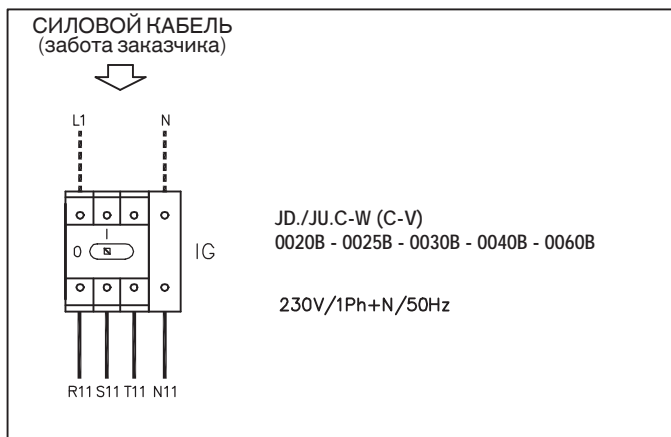 СИЛОВОЙ КАБЕЛЬ
(забота заказчика)
L1 N
I
0 IG
R11 S11 T11 N11
JD./JU.C-W (C-V)
0020B - 0025B - 0030B - 0040B - 0060B
230V/1Ph+N/50Hz